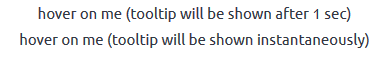 hover on me (tooltip will be shown after 1 sec)
hover on me (tooltip will be shown instantaneously)